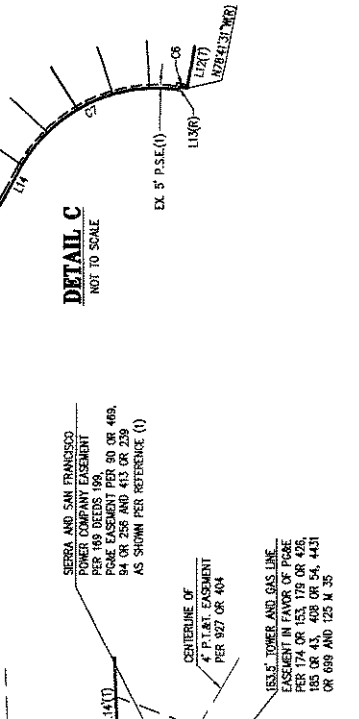 L14
C7
DETAIL C
NOT TO SCALE
EX. 5' P.S.E.(1)
C6
L12(T)
L13(R)
N78°41'31"W(R)
SIERRA AND SAN FRANCISCO
POWER COMPANY EASEMENT
PER 169 DEEDS 199,
PG&E EASEMENT PER 90 OR 469,
94 OR 256 AND 413 OR 239
AS SHOWN PER REFERENCE (1)
14'(T)
CENTERLINE OF
4' P.T.&T. EASEMENT
PER 927 OR 404
163.5' TOWER AND GAS LINE
EASEMENT IN FAVOR OF PG&E
PER 174 OR 153, 179 OR 426,
185 OR 43, 408 OR 54, 4431
OR 699 AND 125 M 35